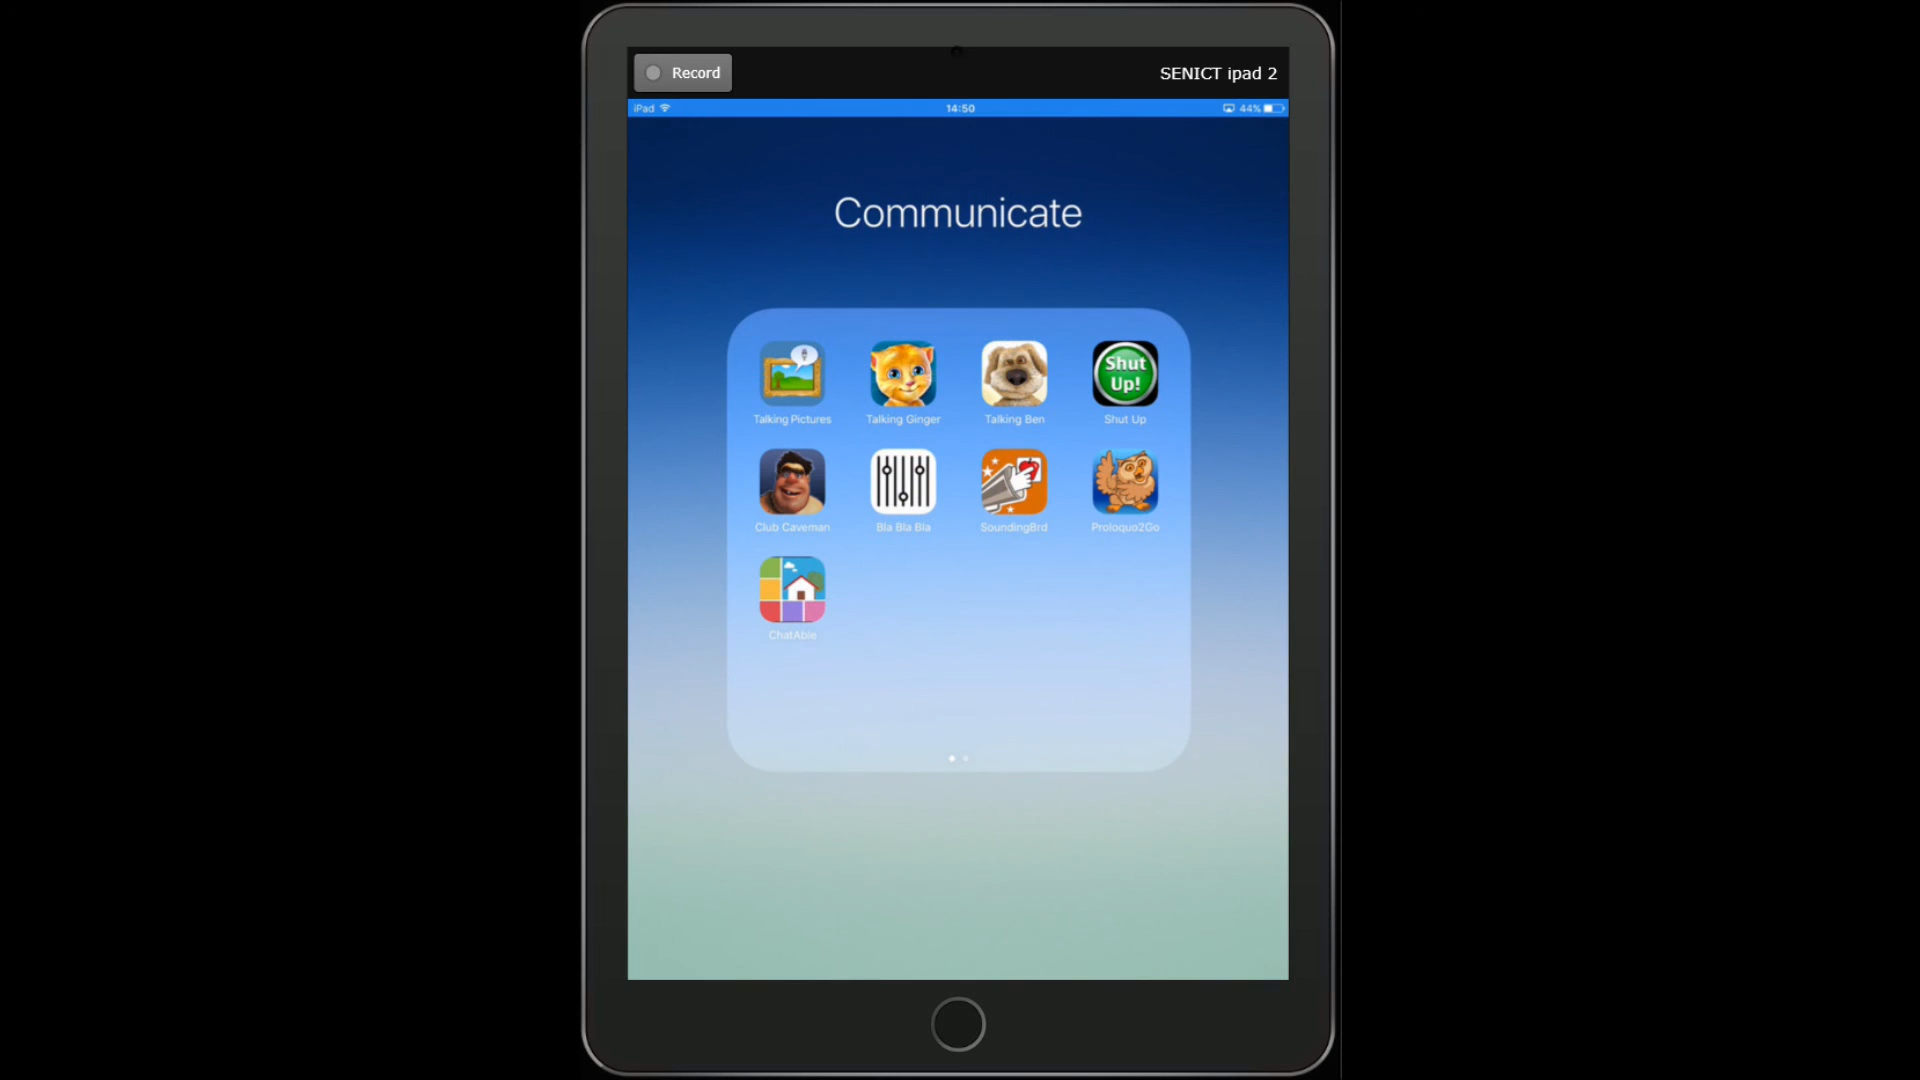 Record
SENICT ipad 2
iPad 14:50 44%
Communicate
Shut
Up!
Talking Pictures Talking Ginger Talking Ben Shut Up
Club Caveman Bla Bla Bla SoundingBrd Proloquo2Go
ChatAble